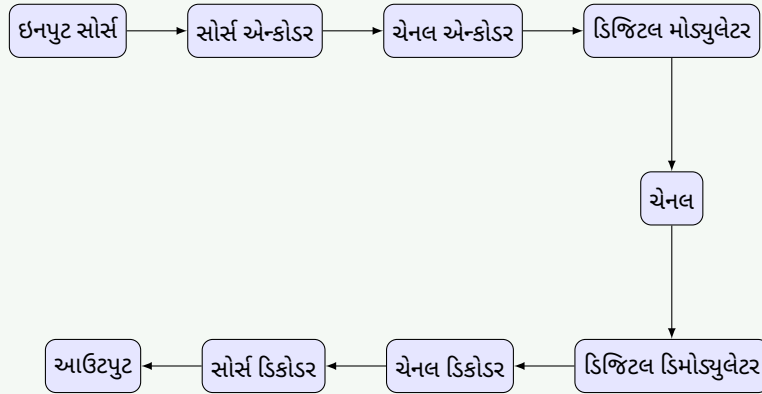 ઇનપુટ સોર્સ
સોર્સ એન્કોડર
ચેનલ એન્કોડર
ડિજિટલ મોડ્યુલેટર
ચેનલ
ડિજિટલ ડિમોડ્યુલેટર
ચેનલ ડિકોડર
સોર્સ ડિકોડર
આઉટપુટ